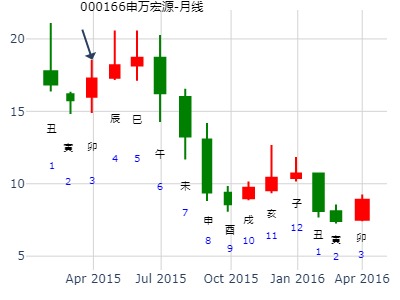 000166申万宏源-月线
20
15
10
5
丑
寅
卯
辰
巳
午
未
申
酉
戌
亥
子
丑
寅
卯
1
2
3
4
5
6
7
8
9
10
11
12
1
2
3
Apr 2015
Jul 2015
Oct 2015
Jan 2016
Apr 2016